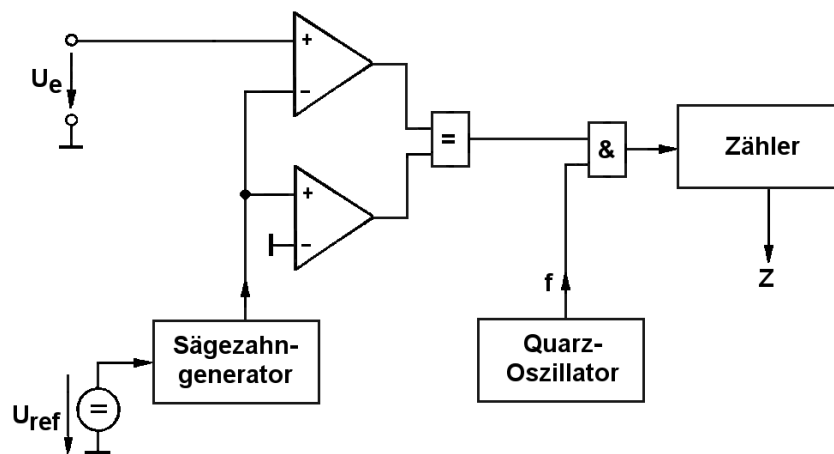 +
Ue
−
=
&
Zähler
+
−
f
Z
Sägezahn-
generator
Quarz-
Oszillator
Uref
=